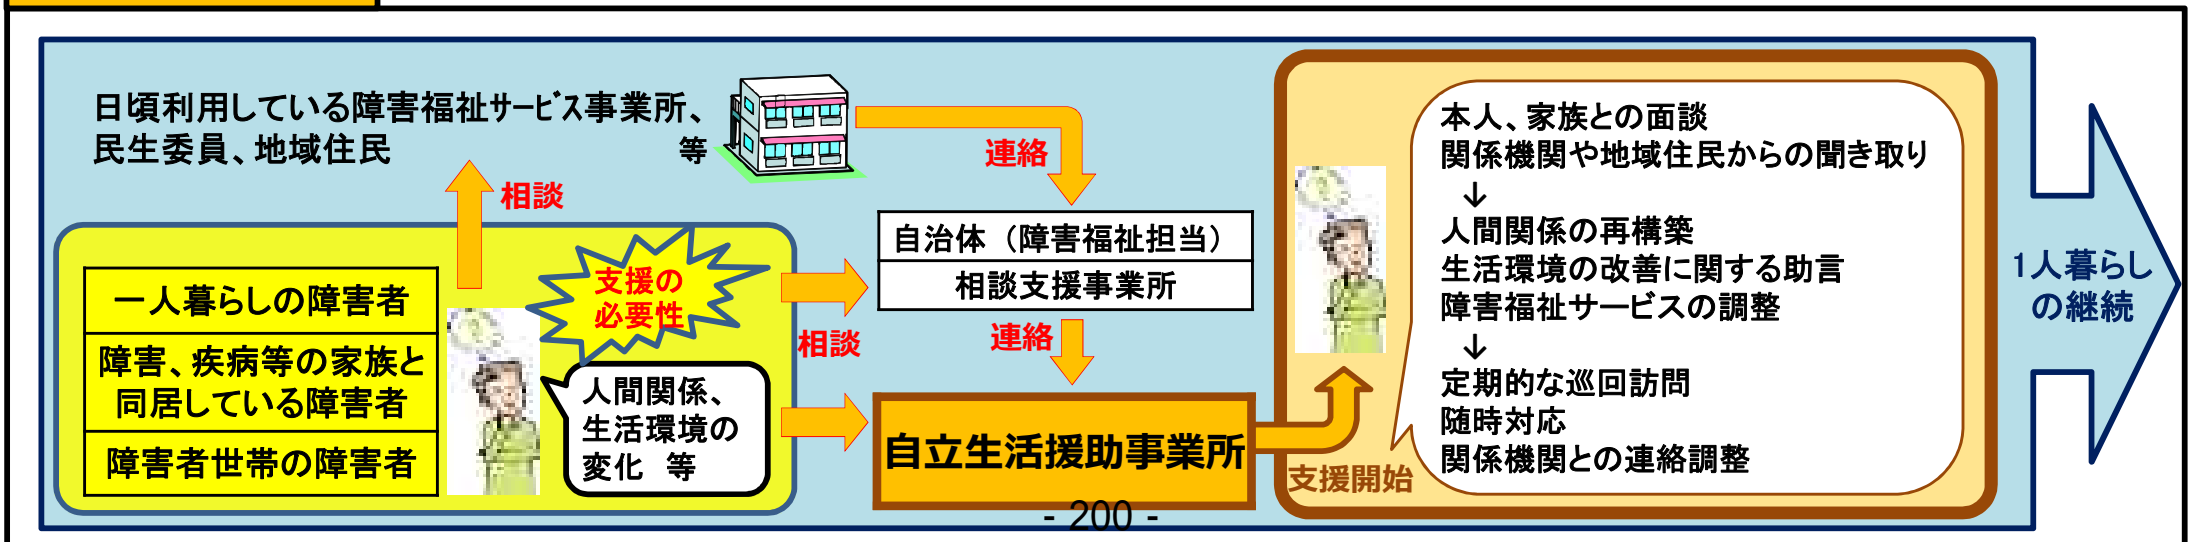 日頃利用している障害福祉サービス事業所、
民生委員、地域住民　等
連絡
相談
一人暮らしの障害者
障害、疾病等の家族と
同居している障害者
障害者世帯の障害者
支援の
必要性
人間関係、
生活環境の
変化　等
相談
自治体（障害福祉担当）
相談支援事業所
連絡
自立生活援助事業所
支援開始
本人、家族との面談
関係機関や地域住民からの聞き取り
↓
人間関係の再構築
生活環境の改善に関する助言
障害福祉サービスの調整
↓
定期的な巡回訪問
随時対応
関係機関との連絡調整
1人暮らし
の継続
- 200 -